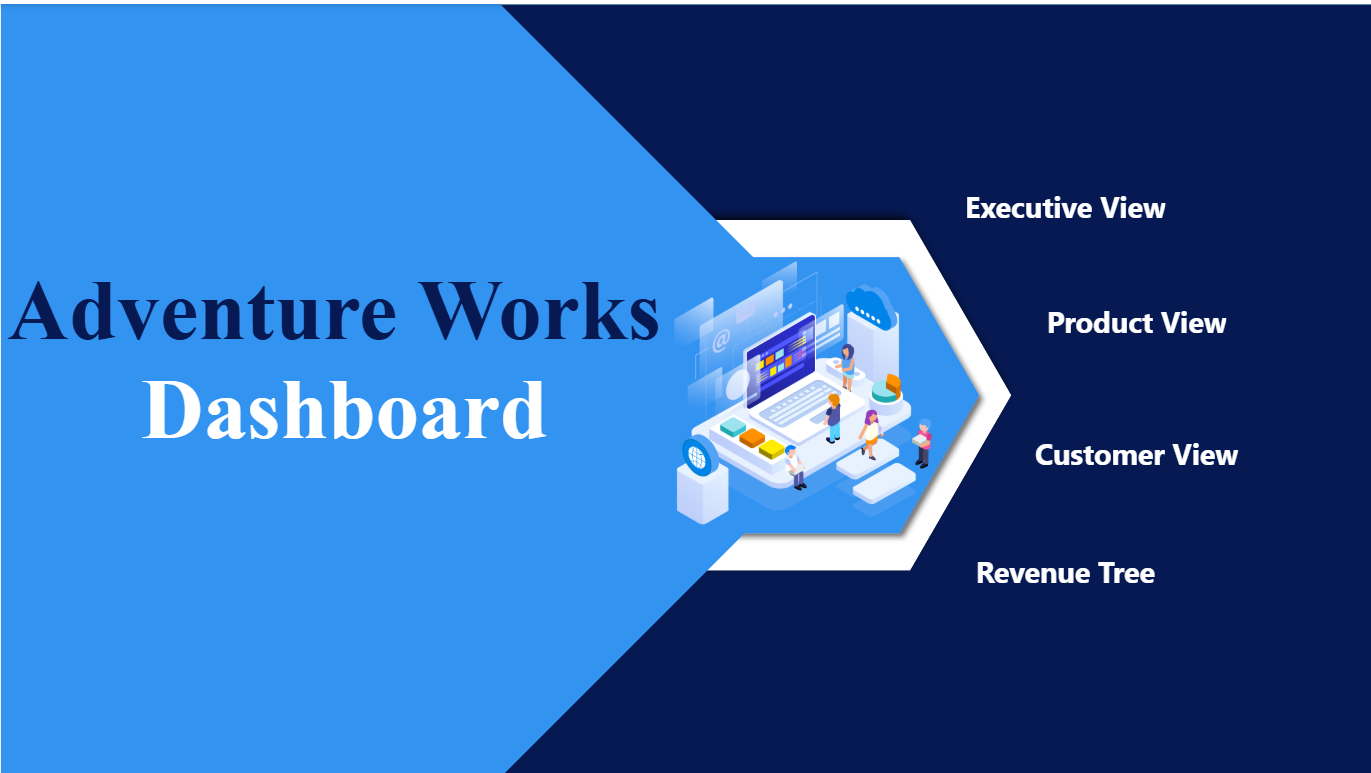 Adventure Works
Dashboard
Executive View
Product View
Customer View
Revenue Tree